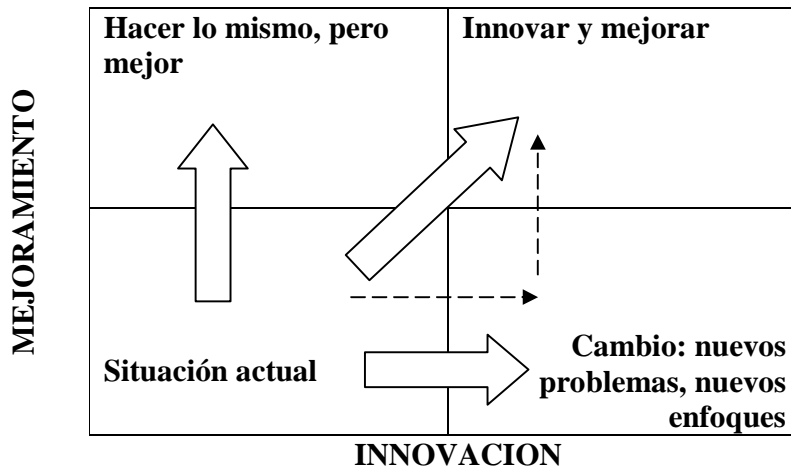 Hacer lo mismo, pero
mejor
Innovar y mejorar
MEJORAMIENTO
Situación actual
Cambio: nuevos
problemas, nuevos
enfoques
INNOVACION